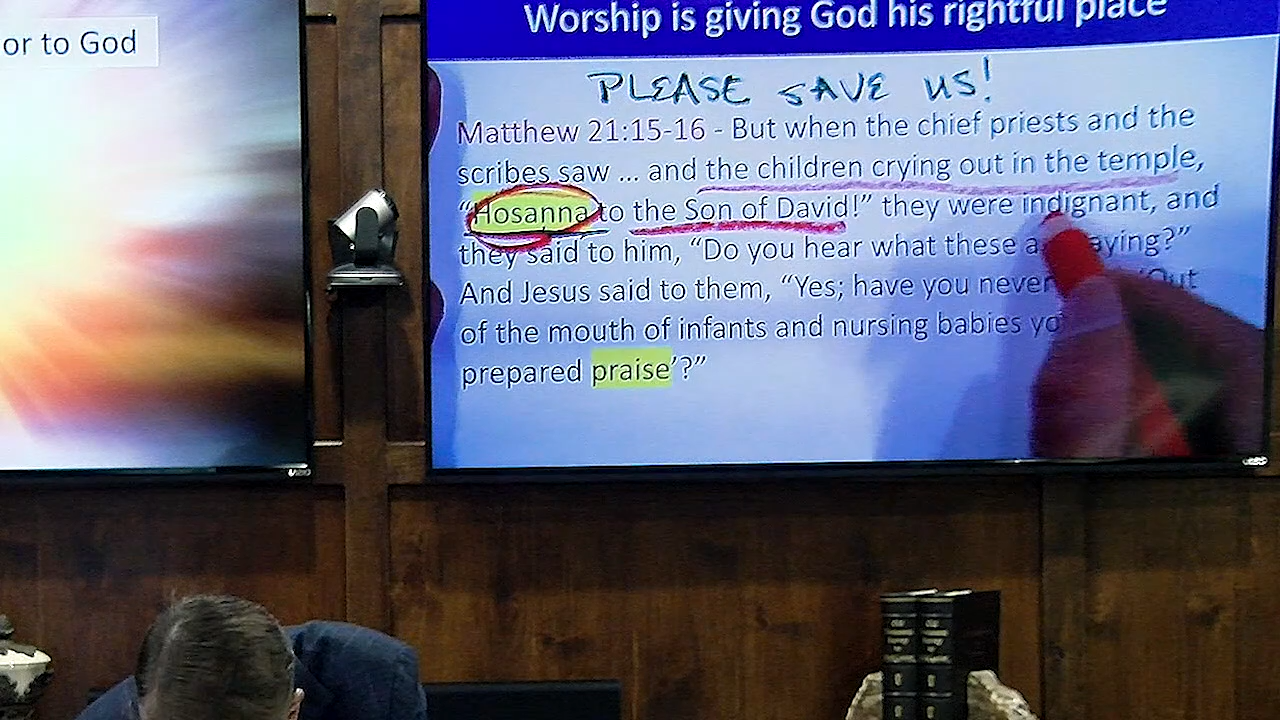 or to God
Worship is giving God his rightful place
PLEASE SAVE US!
Matthew 21:15-16 - But when the chief priests and the
scribes saw ... and the children crying out in the temple,
“Hosanna to the Son of David!” they were indignant, and
they said to him, “Do you hear what these saying?”
And Jesus said to them, “Yes; have you never ‘Out
of the mouth of infants and nursing babies
prepared praise’?”